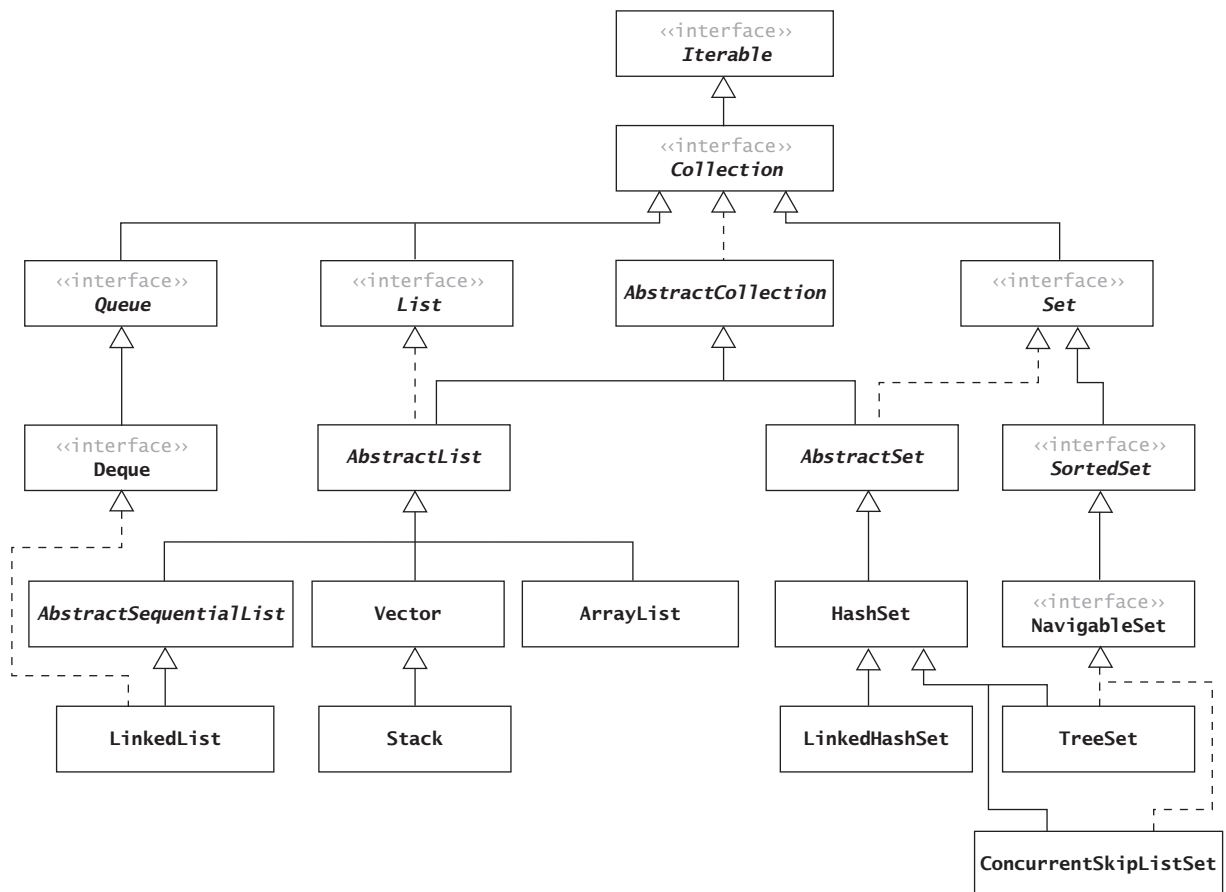 ‹‹interface››
Iterable
‹‹interface››
Collection
‹‹interface››
Queue
‹‹interface››
List
AbstractCollection
‹‹interface››
Set
‹‹interface››
Deque
AbstractList
AbstractSet
‹‹interface››
SortedSet
AbstractSequentialList
Vector
ArrayList
HashSet
‹‹interface››
NavigableSet
LinkedList
Stack
LinkedHashSet
TreeSet
ConcurrentSkipListSet